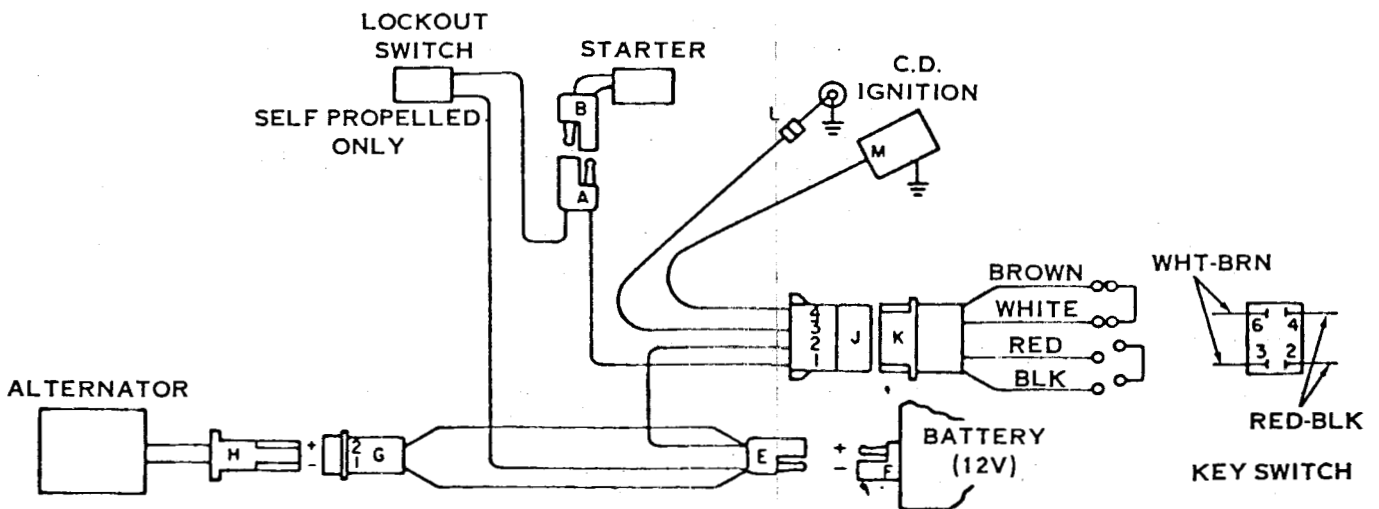 LOCKOUT
SWITCH
SELF PROPELLED
ONLY
STARTER
B
A
C.D.
IGNITION
L
M
BROWN
WHITE
RED
BLK
4
3
2
1
J
K
WHT-BRN
6 4
3 2
RED-BLK
KEY SWITCH
ALTERNATOR
H
+
-
2
1
G
E
+
-
F
BATTERY
(12V)